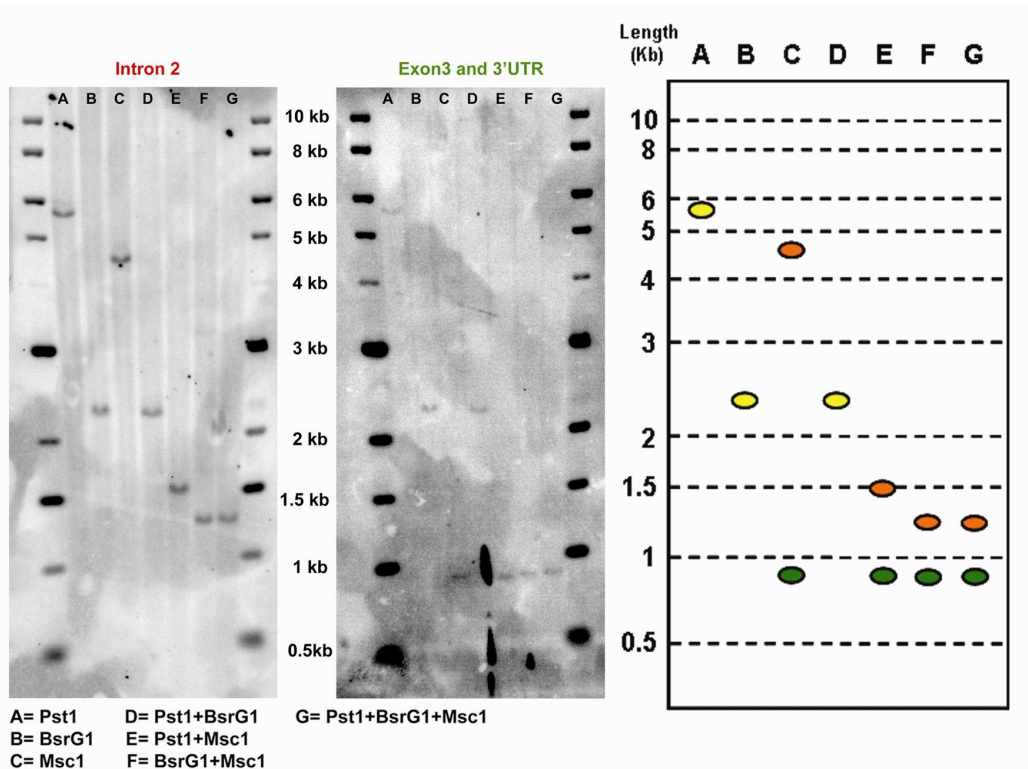 Intron 2
A B C D E F G
Exon3 and 3'UTR
A B C D E F G
10 kb
8 kb
6 kb
5 kb
4 kb
3 kb
2 kb
1.5 kb
1 kb
0.5kb
Length
(Kb)
A B C D E F G
10
8
6
5
4
3
2
1.5
1
0.5
A= Pst1 D= Pst1+BsrG1 G= Pst1+BsrG1+Msc1
B= BsrG1 E= Pst1+Msc1
C= Msc1 F= BsrG1+Msc1